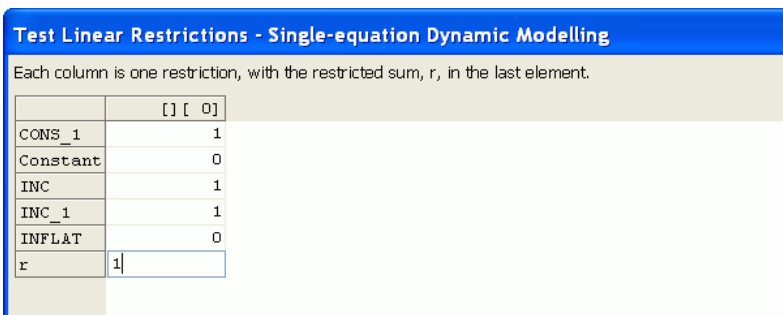 Test Linear Restrictions - Single-equation Dynamic Modelling
Each column is one restriction, with the restricted sum, r, in the last element.
[][ 0]
CONS_1 1
Constant 0
INC 1
INC_1 1
INFLAT 0
r 1